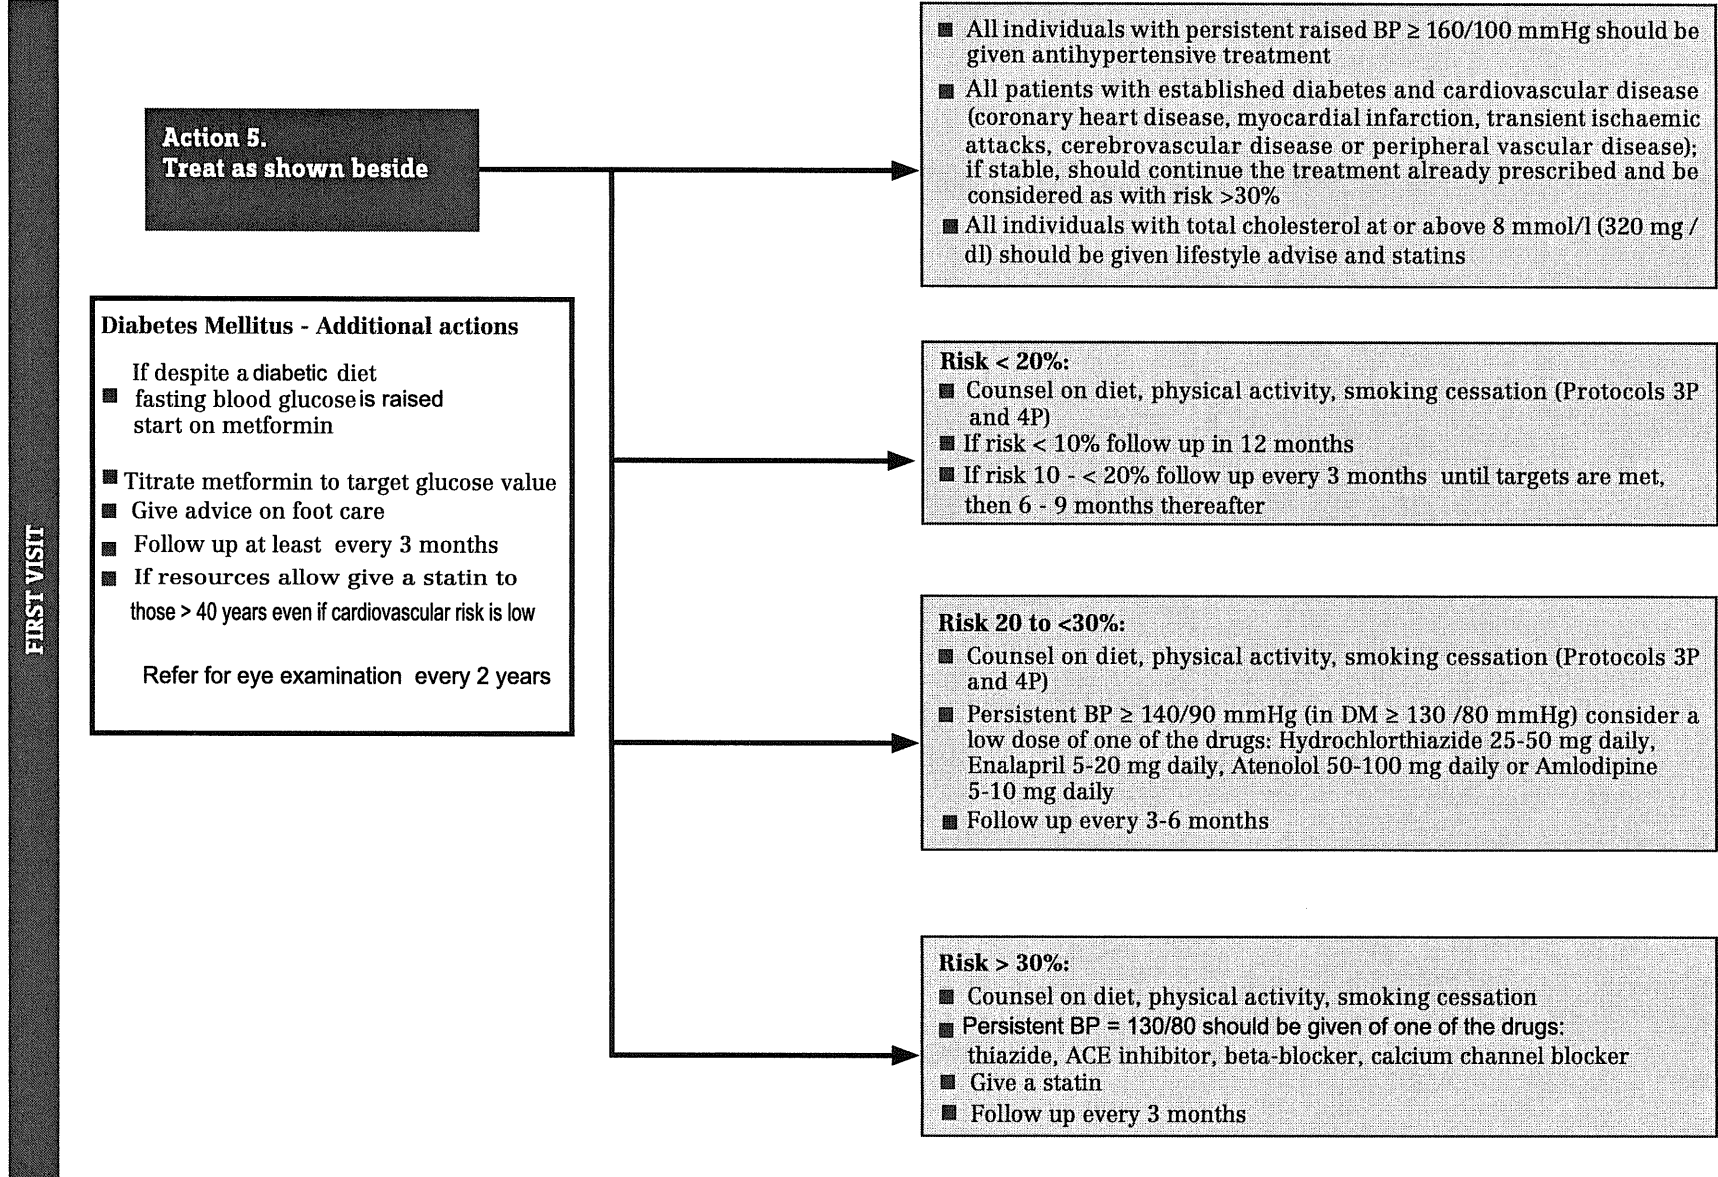 FIRST VISIT
Action 5.
Treat as shown beside
Diabetes Mellitus - Additional actions
If despite a diabetic diet
■ fasting blood glucose is raised
start on metformin
■ Titrate metformin to target glucose value
■ Give advice on foot care
■ Follow up at least every 3 months
■ If resources allow give a statin to
those > 40 years even if cardiovascular risk is low
Refer for eye examination every 2 years
■ All individuals with persistent raised BP ≥ 160/100 mmHg should be
given antihypertensive treatment
■ All patients with established diabetes and cardiovascular disease
(coronary heart disease, myocardial infarction, transient ischaemic
attacks, cerebrovascular disease or peripheral vascular disease);
if stable, should continue the treatment already prescribed and be
considered as with risk >30%
■ All individuals with total cholesterol at or above 8 mmol/l (320 mg /
dl) should be given lifestyle advise and statins
Risk < 20%:
■ Counsel on diet, physical activity, smoking cessation (Protocols 3P
and 4P)
■ If risk < 10% follow up in 12 months
■ If risk 10 - < 20% follow up every 3 months until targets are met,
then 6 - 9 months thereafter
Risk 20 to <30%:
■ Counsel on diet, physical activity, smoking cessation (Protocols 3P
and 4P)
■ Persistent BP ≥ 140/90 mmHg (in DM ≥ 130 /80 mmHg) consider a
low dose of one of the drugs: Hydrochlorthiazide 25-50 mg daily,
Enalapril 5-20 mg daily, Atenolol 50-100 mg daily or Amlodipine
5-10 mg daily
■ Follow up every 3-6 months
Risk > 30%:
■ Counsel on diet, physical activity, smoking cessation
■ Persistent BP = 130/80 should be given of one of the drugs:
thiazide, ACE inhibitor, beta-blocker, calcium channel blocker
■ Give a statin
■ Follow up every 3 months